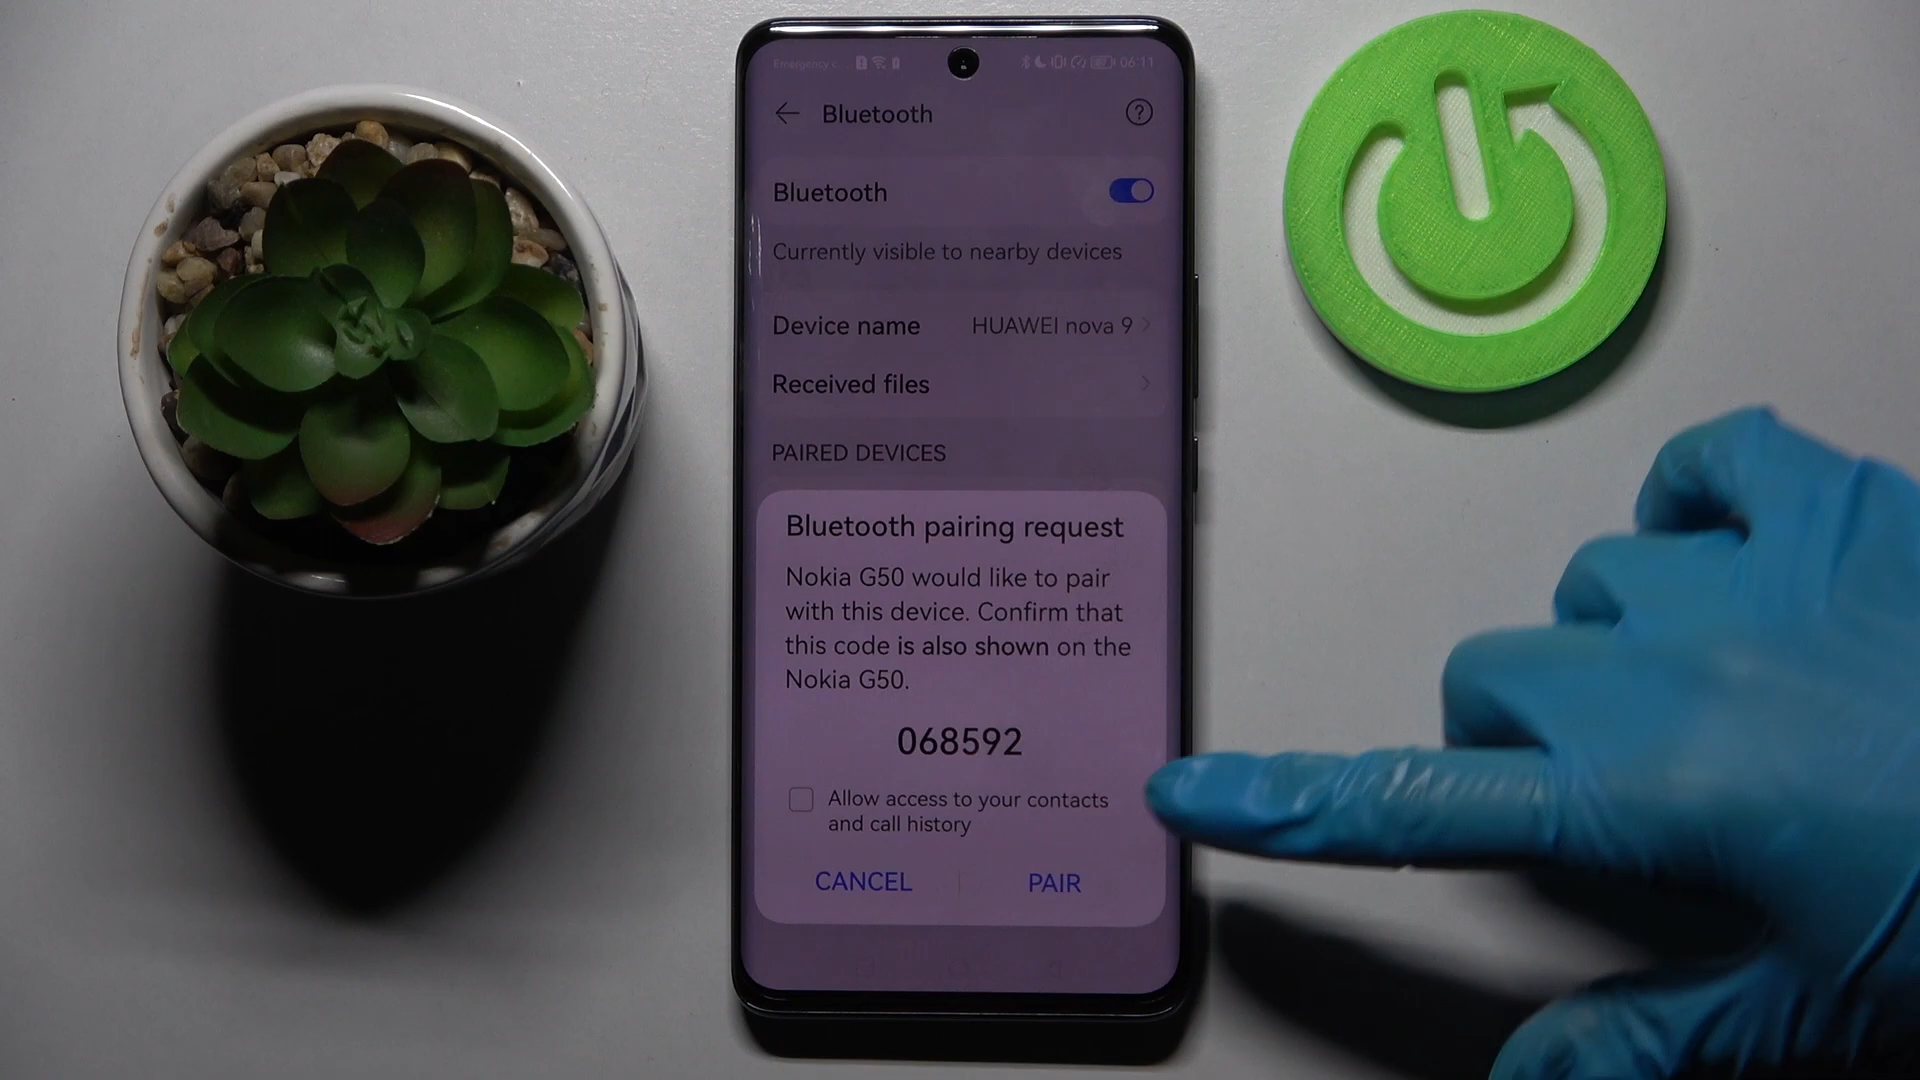 Emergency c
06:11
Bluetooth
Bluetooth
Currently visible to nearby devices
Device name HUAWEI nova 9
Received files
PAIRED DEVICES
Bluetooth pairing request
Nokia G50 would like to pair
with this device. Confirm that
this code is also shown on the
Nokia G50.
068592
Allow access to your contacts
and call history
CANCEL PAIR